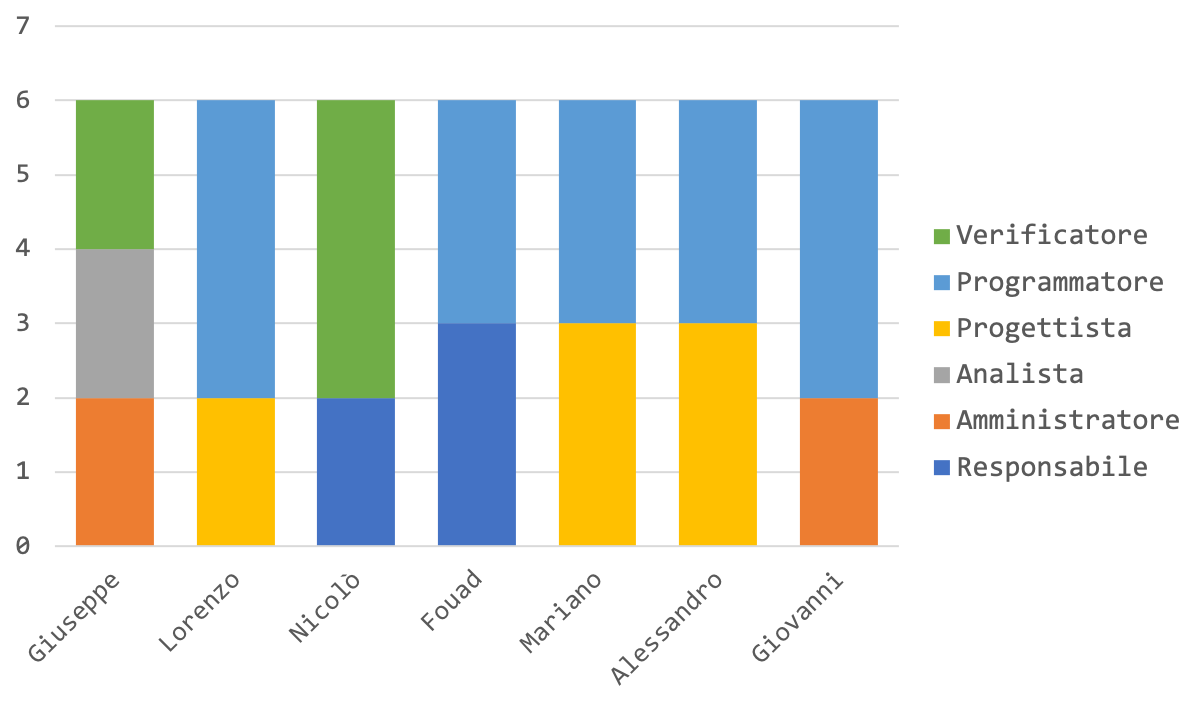 7
6
5
4
3
2
1
0
Giuseppe
Lorenzo
Nicolò
Fouad
Mariano
Alessandro
Giovanni
Verificatore
Programmatore
Progettista
Analista
Amministratore
Responsabile